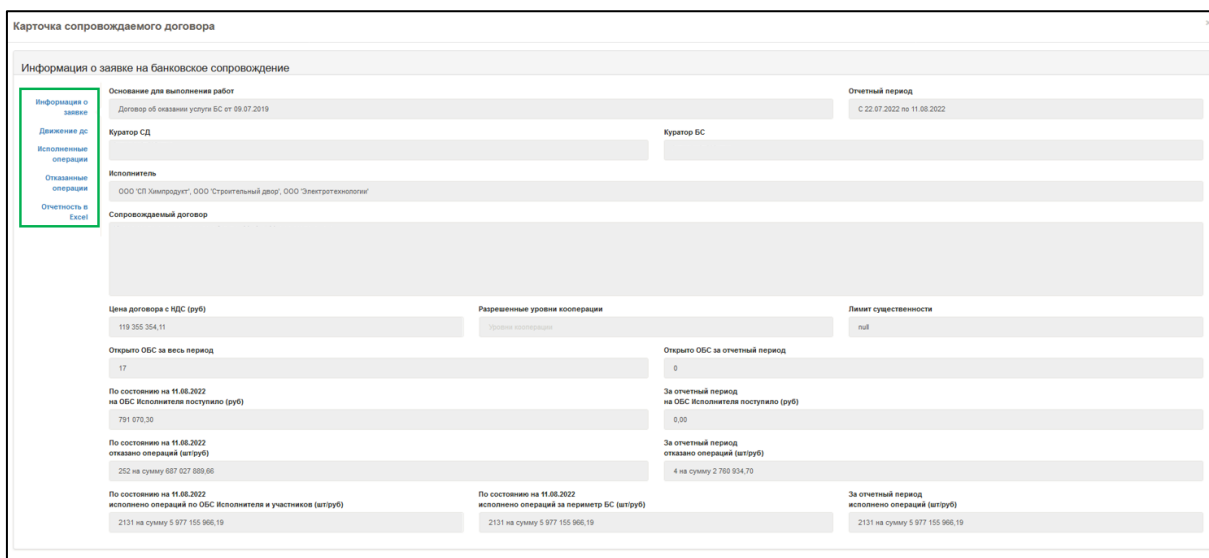 Карточка сопровождаемого договора
×
Информация о заявке на банковское сопровождение
Информация о
заявке
Движение дс
Исполненные
операции
Отказанные
операции
Отчетность в
Excel
Основание для выполнения работ
Отчетный период
Договор об оказании услуги БС от 09.07.2019
С 22.07.2022 по 11.08.2022
Куратор СД
Куратор БС
Исполнитель
ООО 'СП Химпродукт', ООО 'Строительный двор', ООО 'Электротехнологии'
Сопровождаемый договор
Цена договора с НДС (руб)
Разрешенные уровни кооперации
Лимит существенности
119 355 354,11
Уровни кооперации
null
Открыто ОБС за весь период
Открыто ОБС за отчетный период
17
0
По состоянию на 11.08.2022
на ОБС Исполнителя поступило (руб)
За отчетный период
на ОБС Исполнителя поступило (руб)
791 070,30
0,00
По состоянию на 11.08.2022
отказано операций (шт/руб)
За отчетный период
отказано операций (шт/руб)
252 на сумму 687 027 889,66
4 на сумму 2 760 934,70
По состоянию на 11.08.2022
исполнено операций по ОБС Исполнителя и участников (шт/руб)
По состоянию на 11.08.2022
исполнено операций за периметр БС (шт/руб)
За отчетный период
исполнено операций (шт/руб)
2131 на сумму 5 977 155 966,19
2131 на сумму 5 977 155 966,19
2131 на сумму 5 977 155 966,19